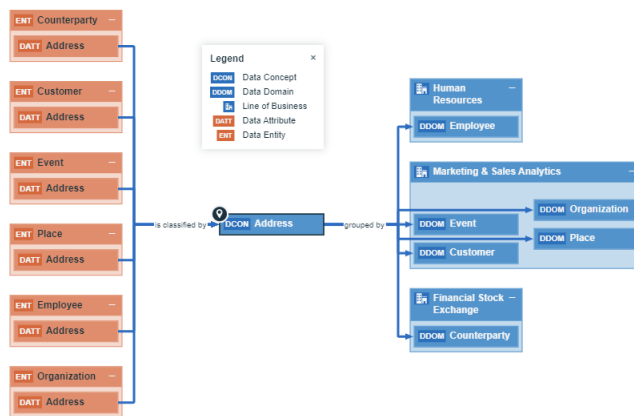 ENT Counterparty −
DATT Address
ENT Customer −
DATT Address
ENT Event −
DATT Address
ENT Place −
DATT Address
ENT Employee −
DATT Address
ENT Organization −
DATT Address
is classified by
Legend ×
DCON Data Concept
DDOM Data Domain
Line of Business
DATT Data Attribute
ENT Data Entity
DCON Address
grouped by
Human −
Resources
DDOM Employee
Marketing & Sales Analytics −
DDOM Organization
DDOM Event
DDOM Place
DDOM Customer
Financial Stock −
Exchange
DDOM Counterparty